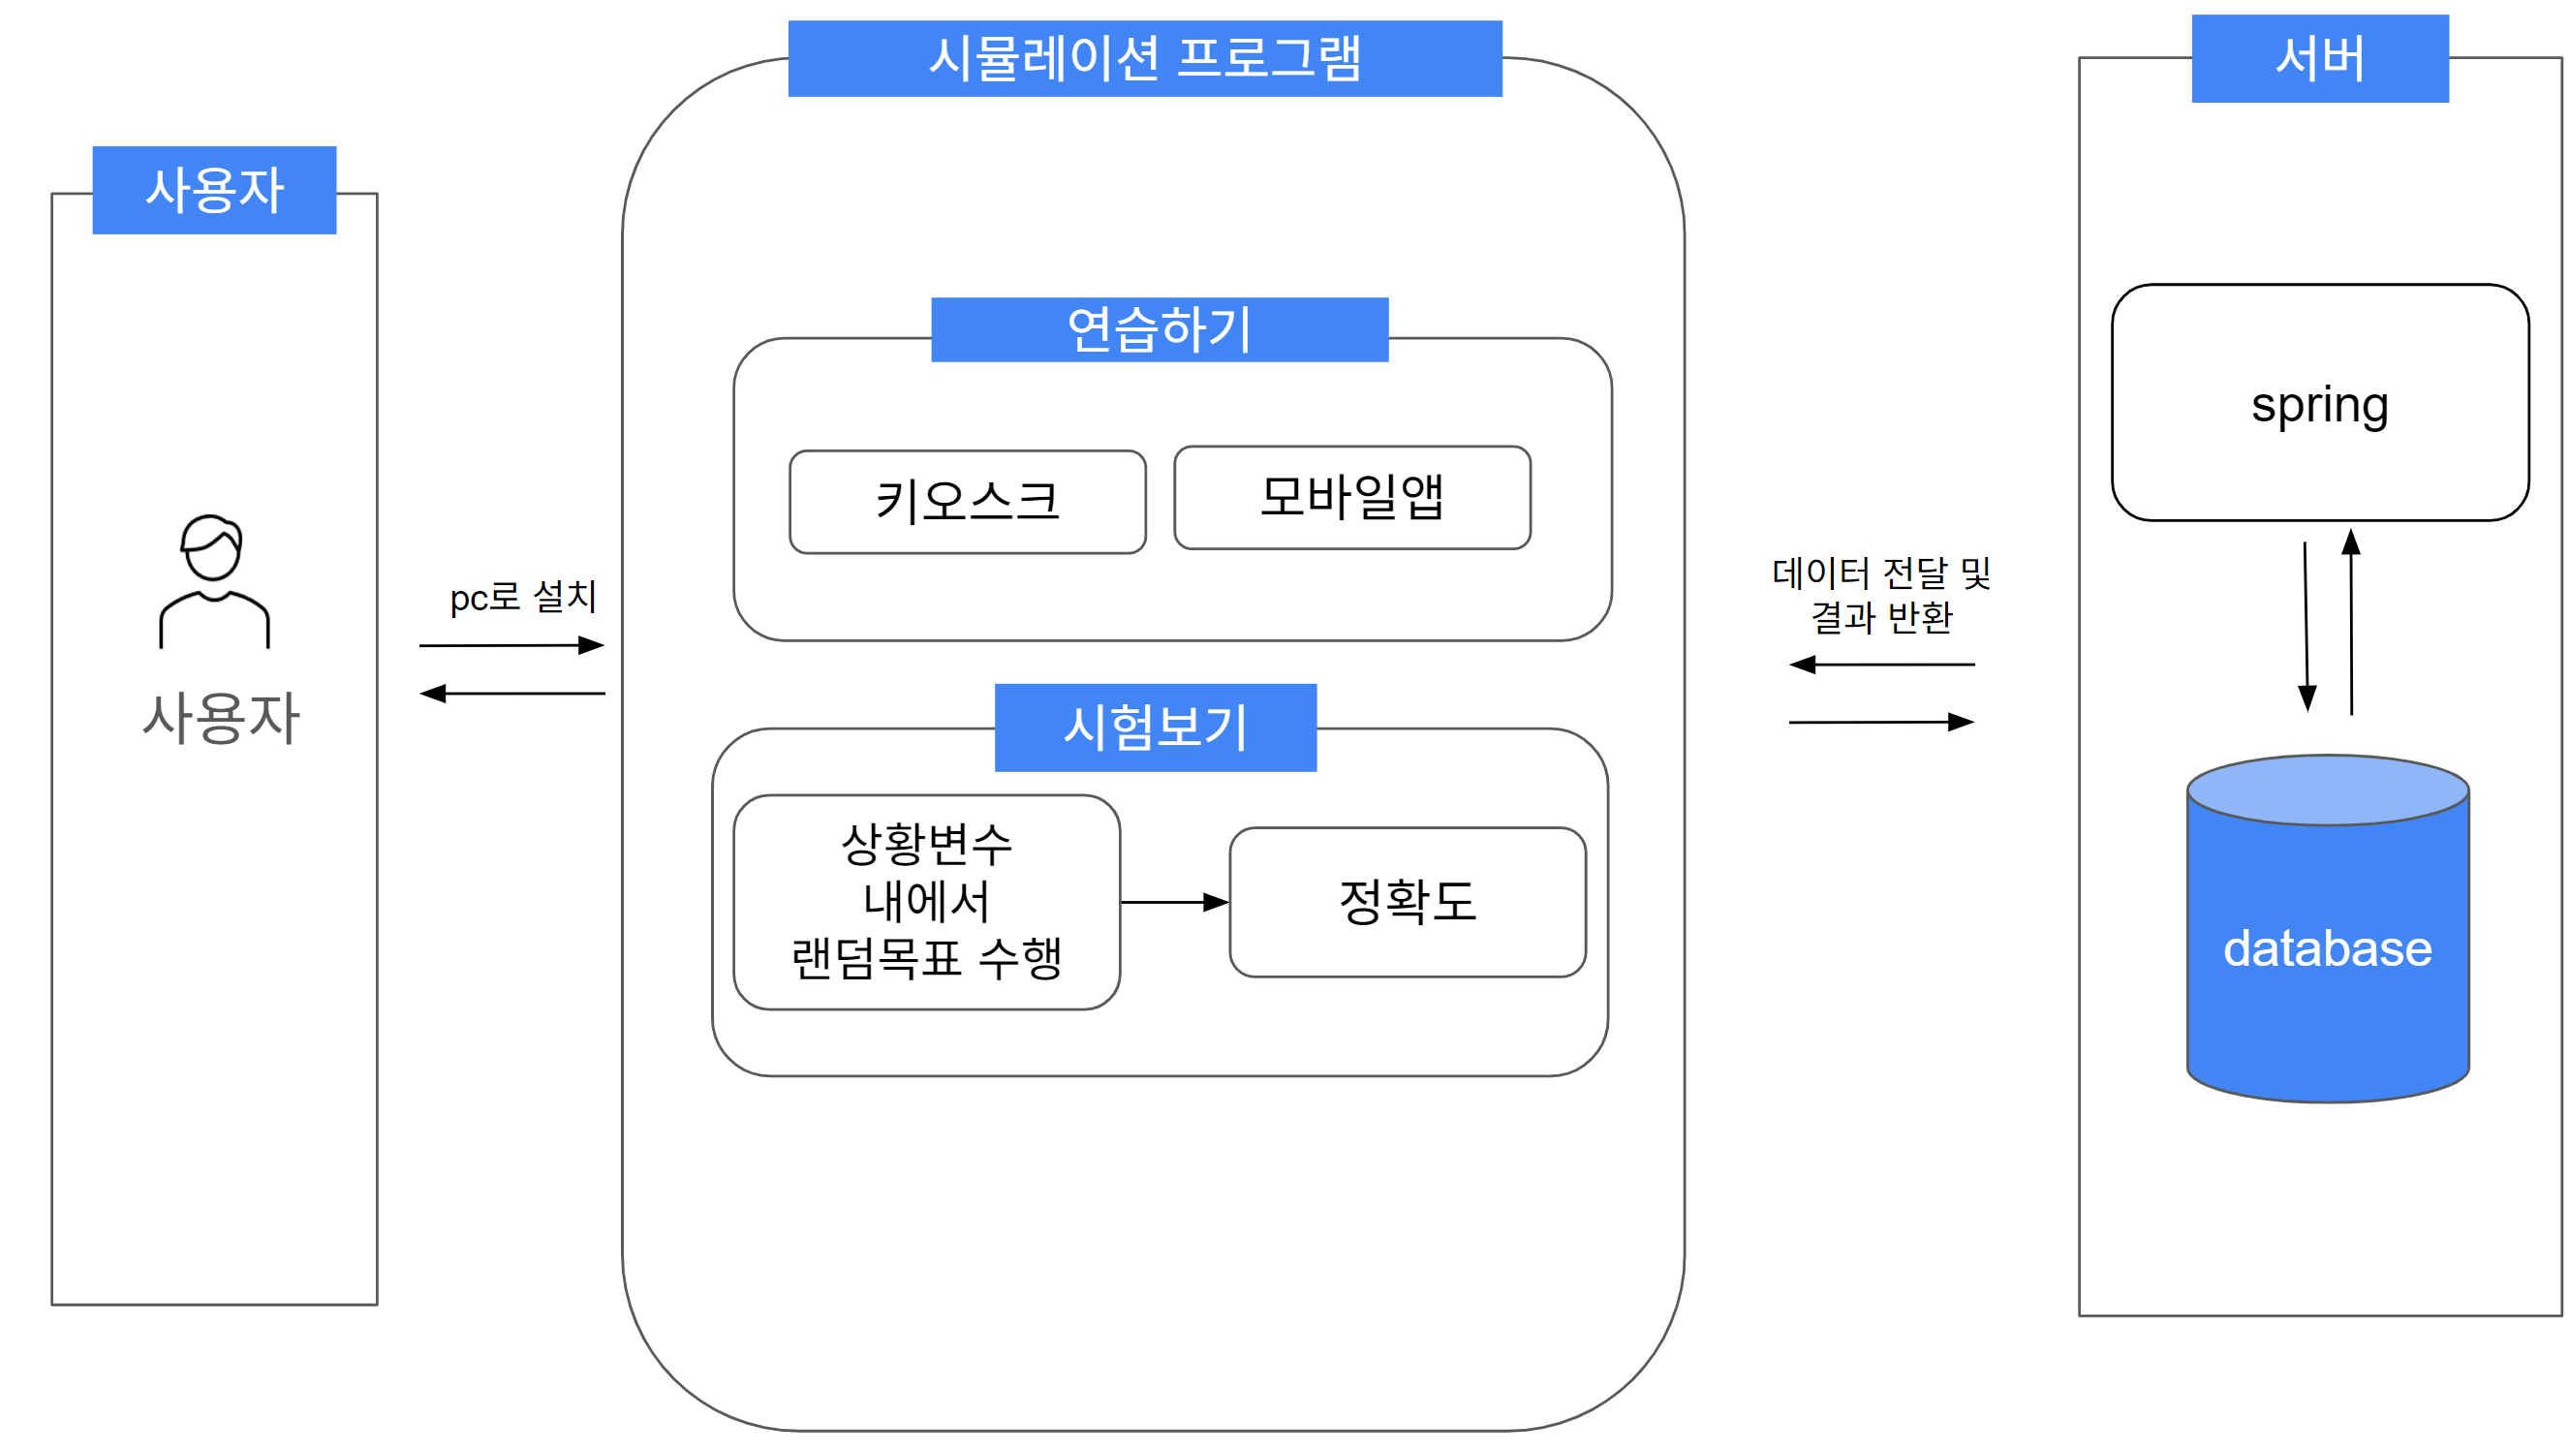 사용자
사용자
pc로 설치
시뮬레이션 프로그램
연습하기
키오스크
모바일앱
시험보기
상황변수
내에서
랜덤목표 수행
정확도
데이터 전달 및
결과 반환
서버
spring
database